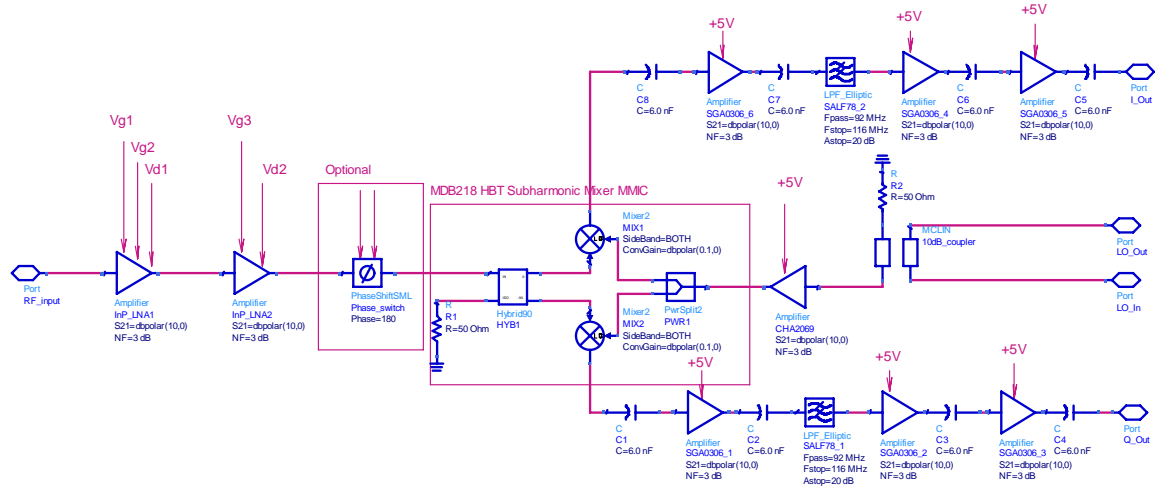 +5V
+5V
+5V
C
C8
C=6.0 nF
Amplifier
SGA0306_6
S21=dbpolar(10,0)
NF=3 dB
C
C7
C=6.0 nF
LPF_Elliptic
SALF78_2
Fpass=92 MHz
Fstop=116 MHz
Astop=20 dB
Amplifier
SGA0306_4
S21=dbpolar(10,0)
NF=3 dB
C
C6
C=6.0 nF
Amplifier
SGA0306_5
S21=dbpolar(10,0)
NF=3 dB
C
C5
C=6.0 nF
Port
I_Out
Vg1
Vg2
Vd1
Vg3
Vd2
Optional
MDB218 HBT Subharmonic Mixer MMIC
+5V
R
R2
R=50 Ohm
MCLIN
10dB_coupler
Port
LO_Out
Port
LO_In
Mixer2
MIX1
SideBand=BOTH
ConvGain=dbpolar(0.1,0)
Port
RF_input
Amplifier
InP_LNA1
S21=dbpolar(10,0)
NF=3 dB
Amplifier
InP_LNA2
S21=dbpolar(10,0)
NF=3 dB
PhaseShiftSML
Phase_switch
Phase=180
R
R1
R=50 Ohm
Hybrid90
HYB1
Mixer2
MIX2
SideBand=BOTH
ConvGain=dbpolar(0.1,0)
PwrSplit2
PWR1
Amplifier
CHA2069
S21=dbpolar(10,0)
NF=3 dB
+5V
+5V
+5V
C
C1
C=6.0 nF
Amplifier
SGA0306_1
S21=dbpolar(10,0)
NF=3 dB
C
C2
C=6.0 nF
LPF_Elliptic
SALF78_1
Fpass=92 MHz
Fstop=116 MHz
Astop=20 dB
Amplifier
SGA0306_2
S21=dbpolar(10,0)
NF=3 dB
C
C3
C=6.0 nF
Amplifier
SGA0306_3
S21=dbpolar(10,0)
NF=3 dB
C
C4
C=6.0 nF
Port
Q_Out